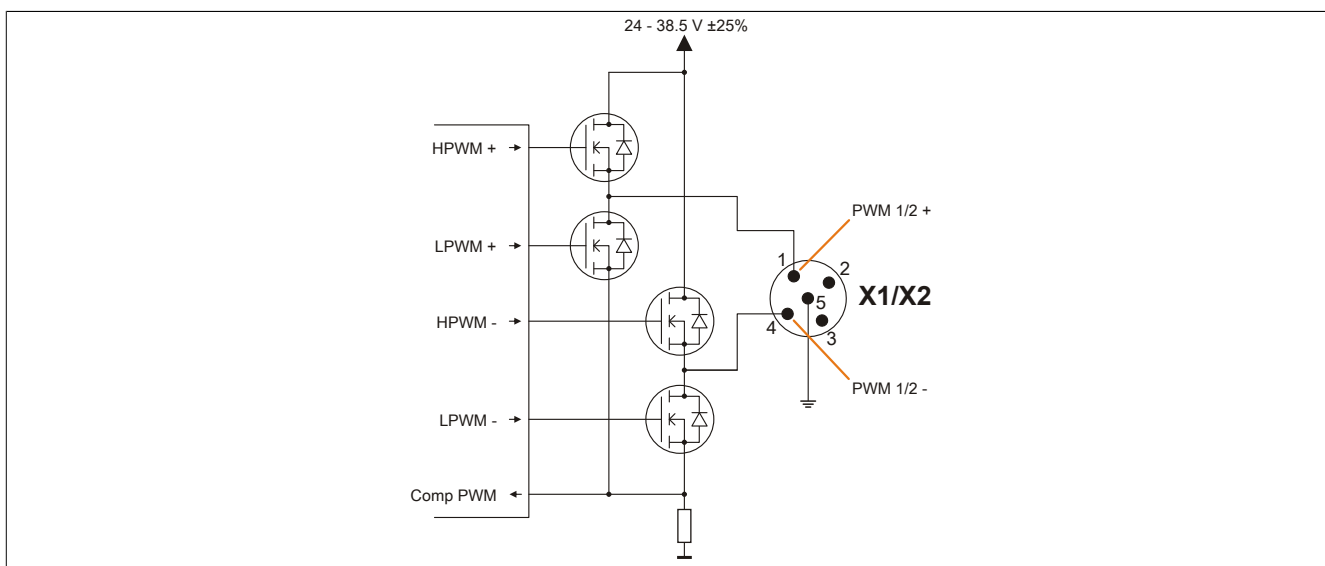 24 - 38.5 V ±25%
HPWM +
LPWM +
HPWM -
LPWM -
Comp PWM
PWM 1/2 +
1
2
5
X1/X2
4
3
PWM 1/2 -